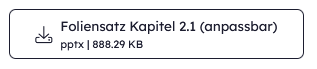 Foliensatz Kapitel 2.1 (anpassbar)
pptx | 888.29 KB